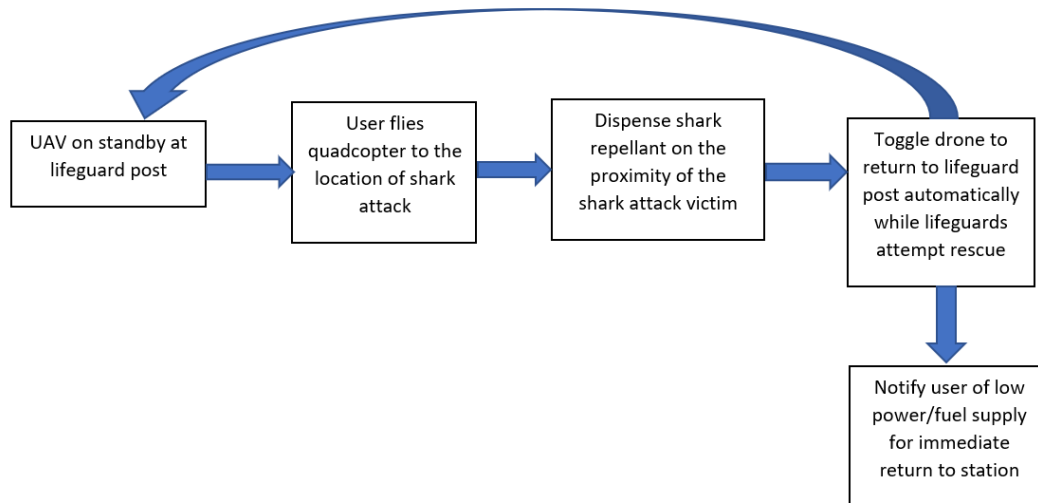 UAV on standby at
lifeguard post
User flies
quadcopter to the
location of shark
attack
Dispense shark
repellant on the
proximity of the
shark attack victim
Toggle drone to
return to lifeguard
post automatically
while lifeguards
attempt rescue
Notify user of low
power/fuel supply
for immediate
return to station